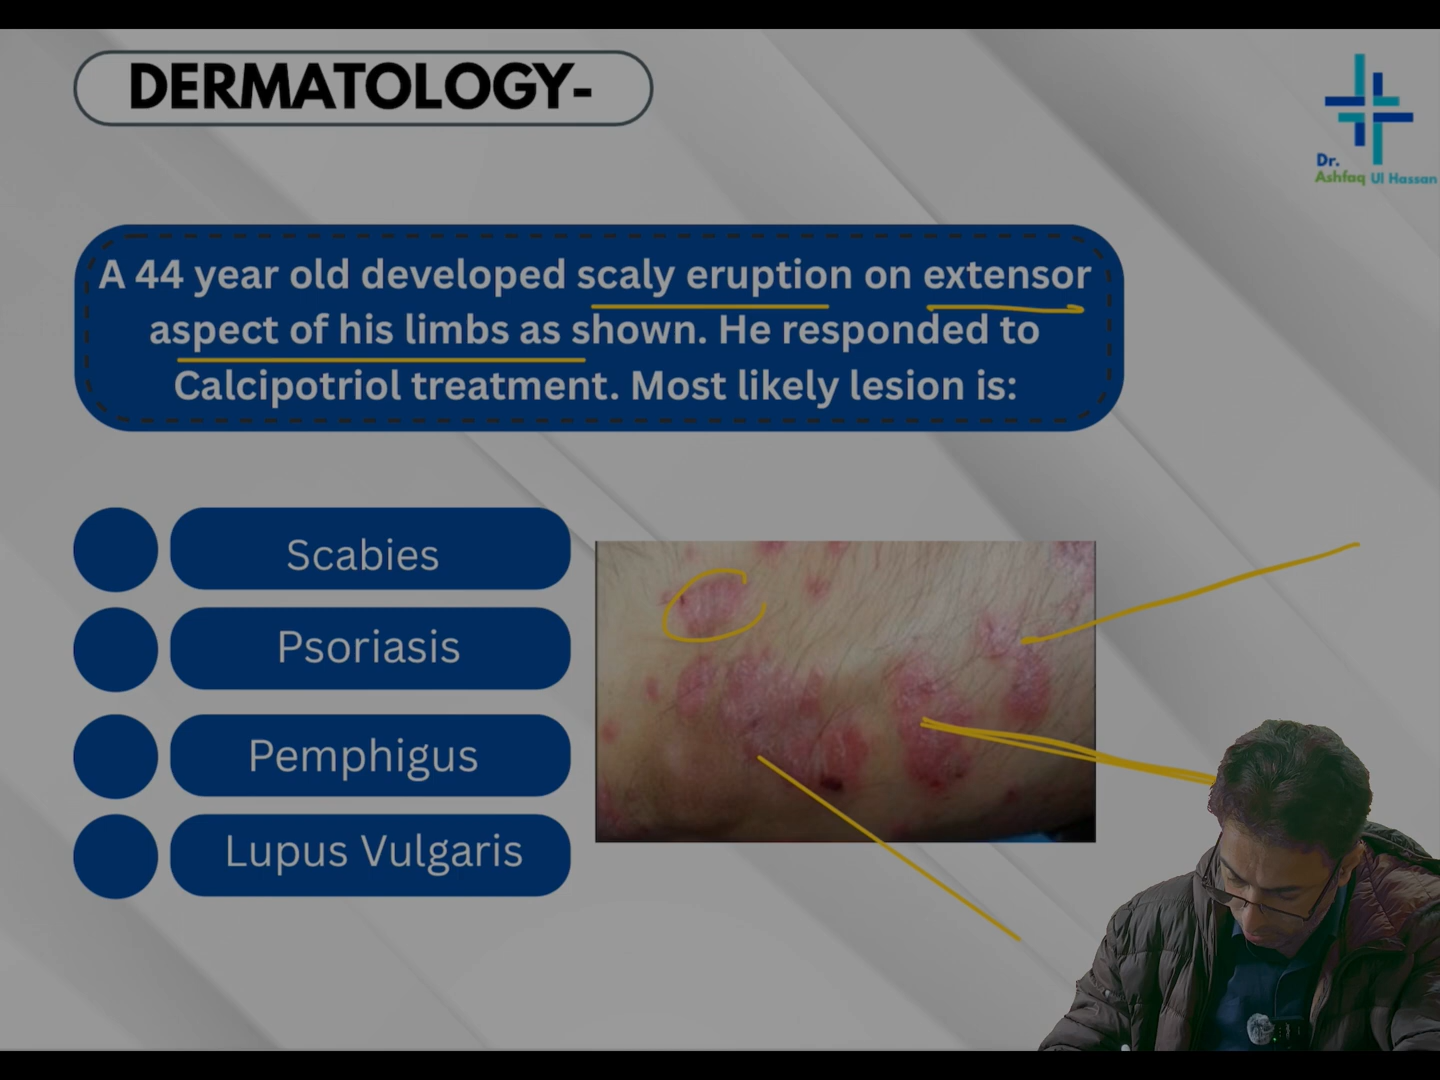 DERMATOLOGY-
Dr.
Ashfaq Ul Hassan
A 44 year old developed scaly eruption on extensor
aspect of his limbs as shown. He responded to
Calcipotriol treatment. Most likely lesion is:
Scabies
Psoriasis
Pemphigus
Lupus Vulgaris